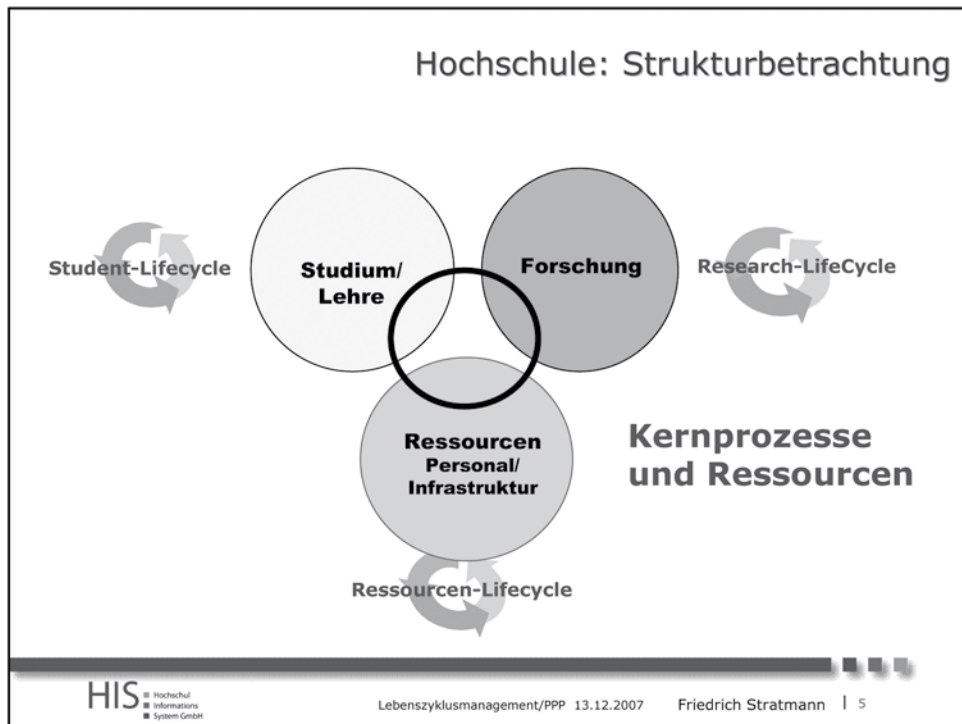 Hochschule: Strukturbetrachtung
Student-Lifecycle
Studium/
Lehre
Forschung
Research-LifeCycle
Ressourcen
Personal/
Infrastruktur
Kernprozesse
und Ressourcen
Ressourcen-Lifecycle
HIS
Hochschul
Informations
System GmbH
Lebenszyklusmanagement/PPP 13.12.2007
Friedrich Stratmann
| 5